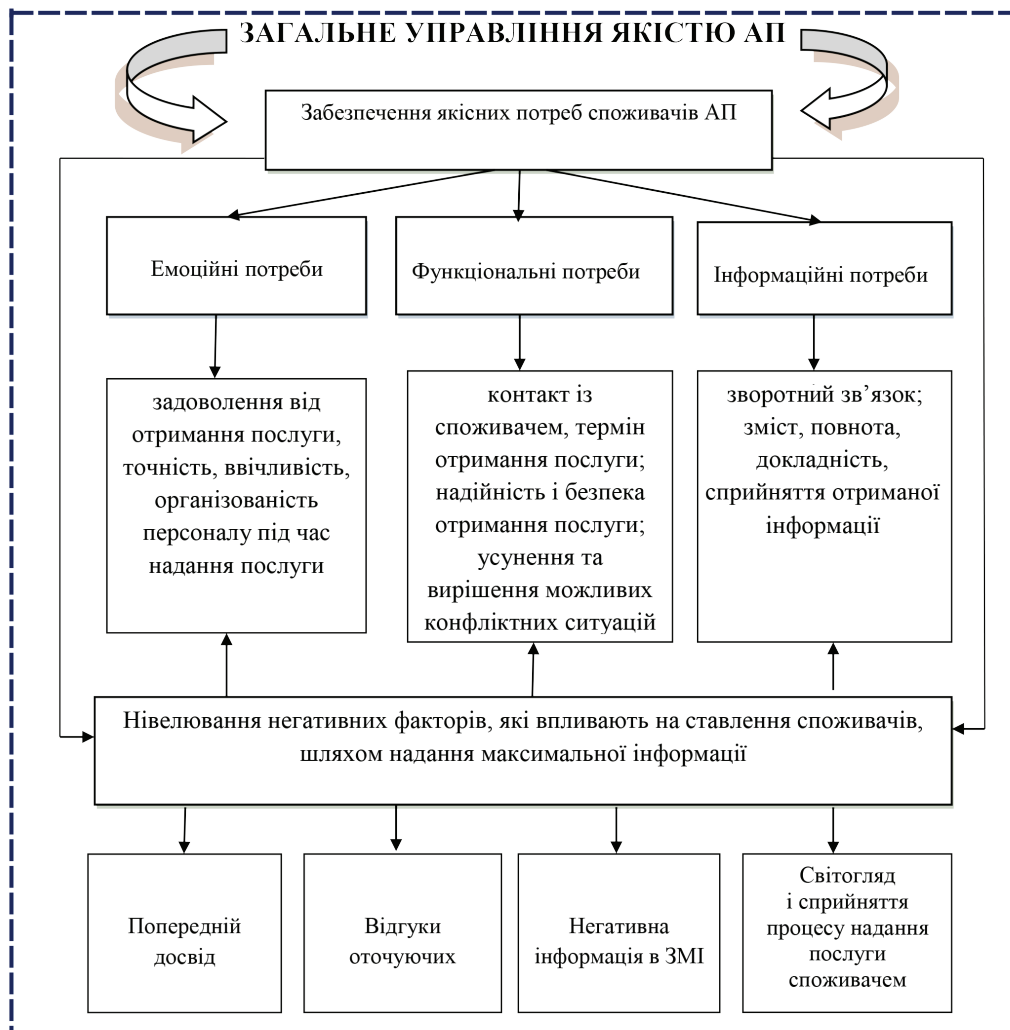 ЗАГАЛЬНЕ УПРАВЛІННЯ ЯКІСТЮ АП
Забезпечення якісних потреб споживачів АП
Емоційні потреби
Функціональні потреби
Інформаційні потреби
задоволення від
отримання послуги,
точність, ввічливість,
організованість
персоналу під час
надання послуги
контакт із
споживачем, термін
отримання послуги;
надійність і безпека
отримання послуги;
усунення та
вирішення можливих
конфліктних ситуацій
зворотний зв’язок;
зміст, повнота,
докладність,
сприйняття отриманої
інформації
Нівелювання негативних факторів, які впливають на ставлення споживачів,
шляхом надання максимальної інформації
Попередній
досвід
Відгуки
оточуючих
Негативна
інформація в ЗМІ
Світогляд
і сприйняття
процесу надання
послуги
споживачем